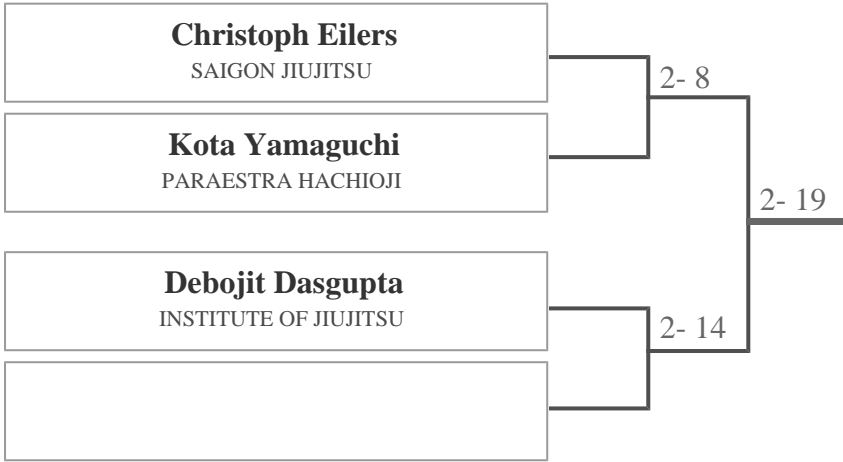 Christoph Eilers
SAIGON JIUJITSU
2- 8
Kota Yamaguchi
PARAESTRA HACHIOJI
2- 19
Debojit Dasgupta
INSTITUTE OF JIUJITSU
2- 14